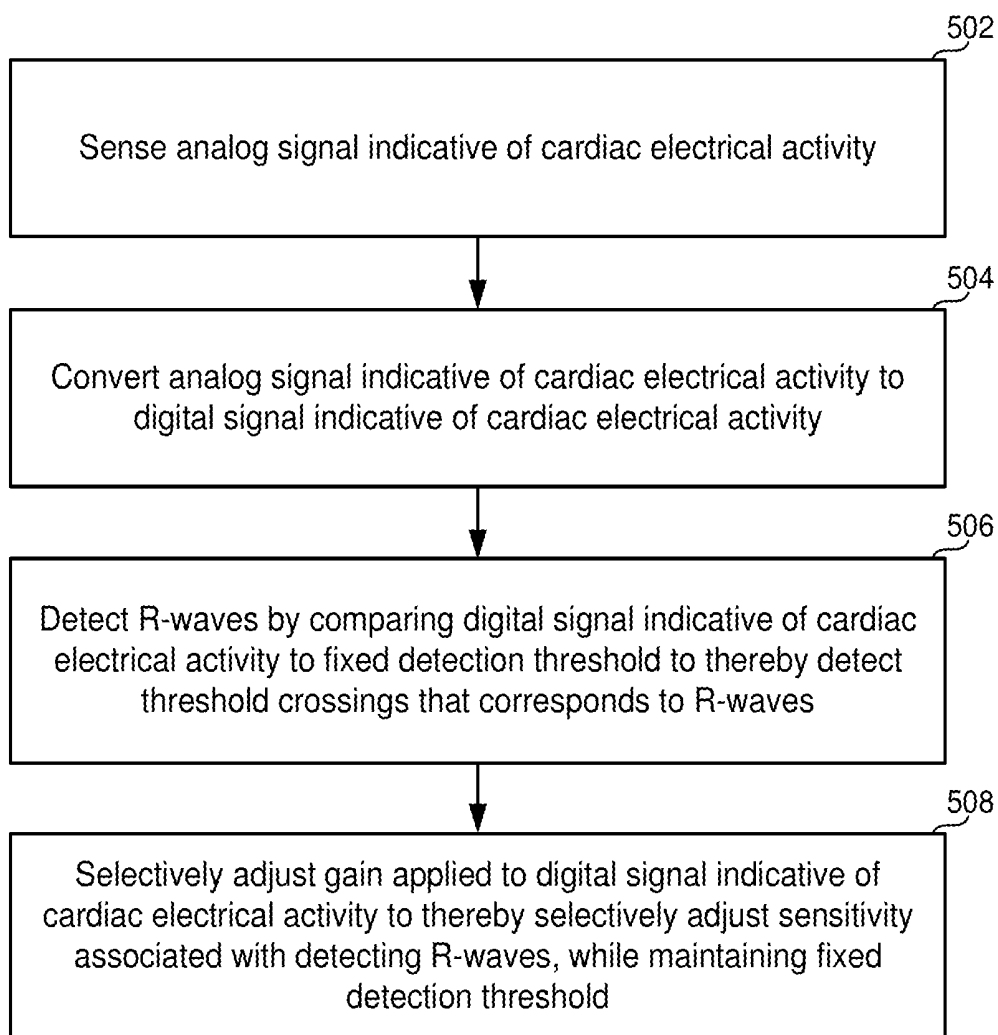 502
Sense analog signal indicative of cardiac electrical activity
504
Convert analog signal indicative of cardiac electrical activity to
digital signal indicative of cardiac electrical activity
506
Detect R-waves by comparing digital signal indicative of cardiac
electrical activity to fixed detection threshold to thereby detect
threshold crossings that corresponds to R-waves
508
Selectively adjust gain applied to digital signal indicative of
cardiac electrical activity to thereby selectively adjust sensitivity
associated with detecting R-waves, while maintaining fixed
detection threshold